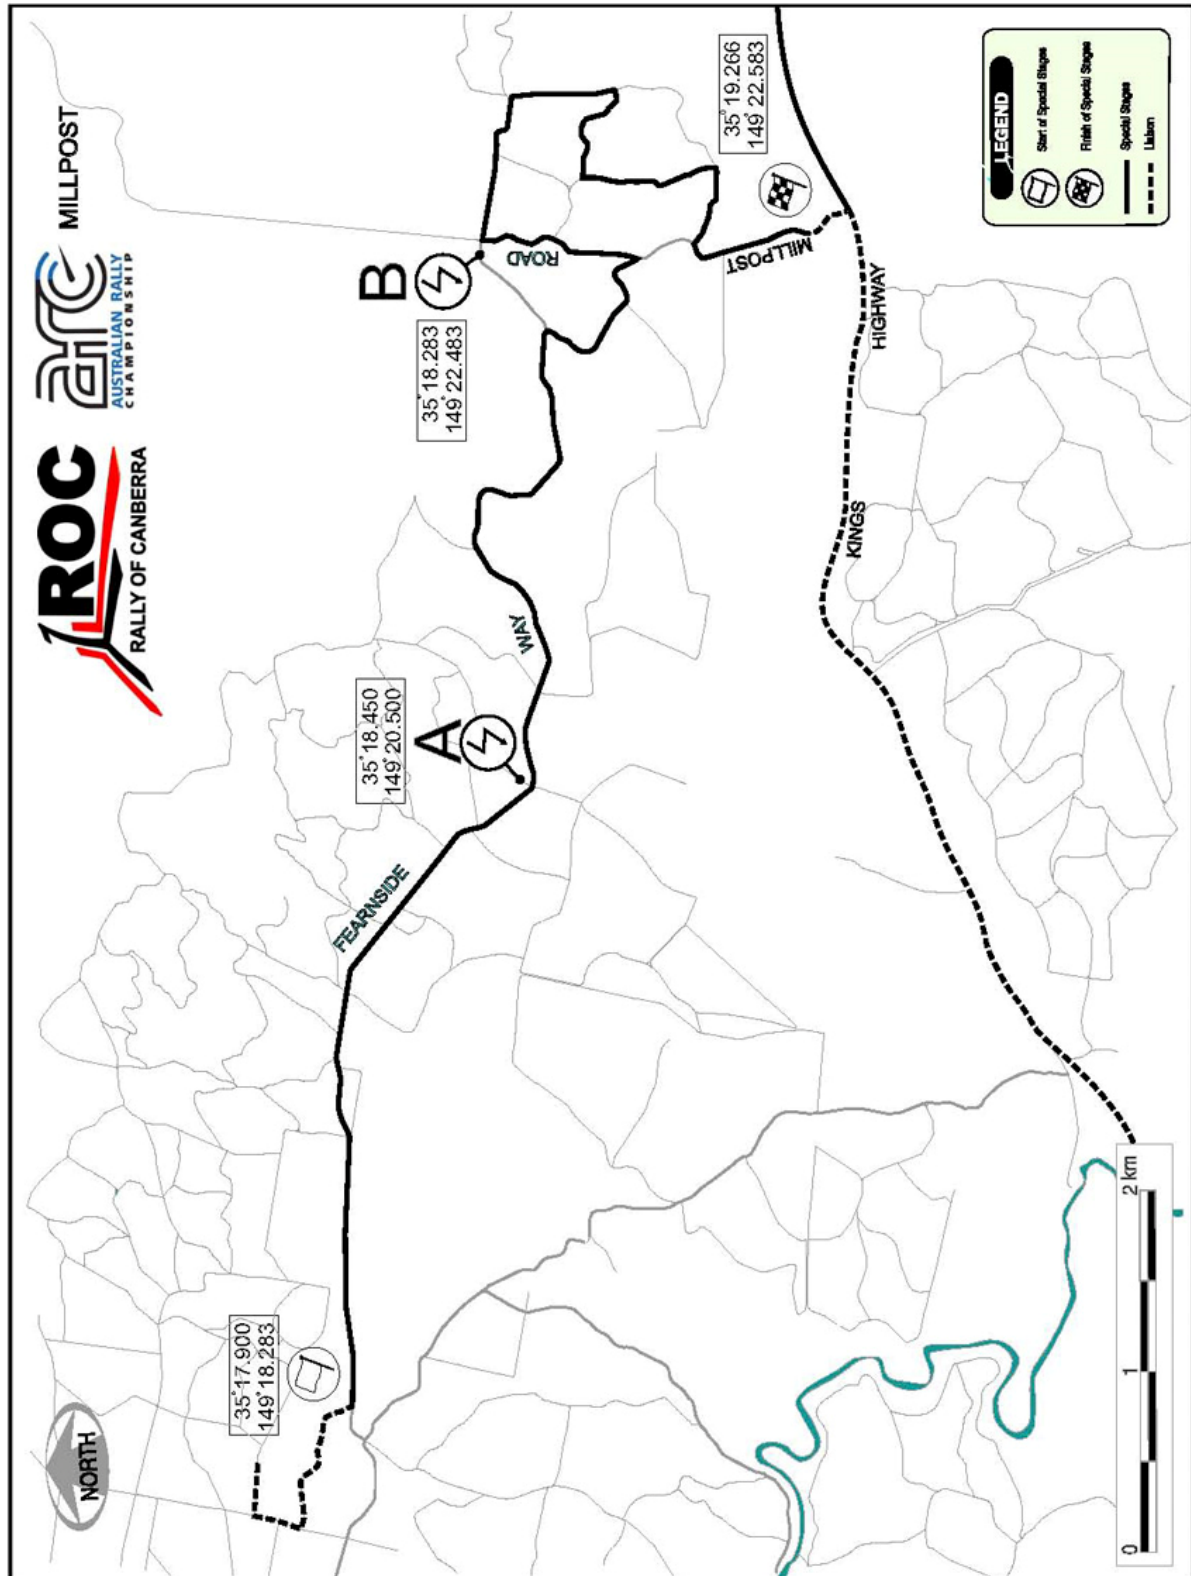 NORTH
1ROC
RALLY OF CANBERRA
arc
AUSTRALIAN RALLY
CHAMPIONSHIP
MILLPOST
35°17.900
149°18.283
FEARNSIDE
35°18.450
149°20.500
A
WAY
B
35°18.283
149°22.483
ROAD
MILLPOST
35°19.266
149°22.583
KINGS
HIGHWAY
0
1
2 km
LEGEND
Start of Special Stages
Finish of Special Stages
Special Stages
Liaison